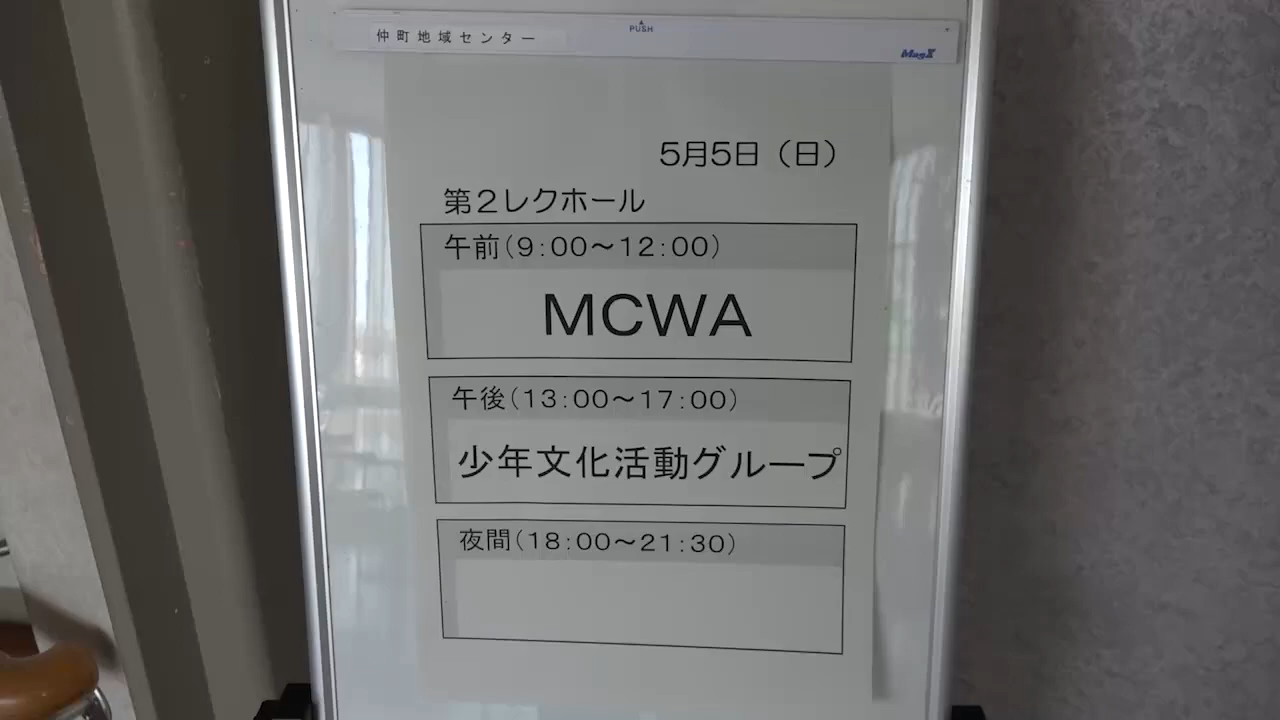 仲町地域センター
PUSH
MagX
5月5日（日）
第2レクホール
午前(9:00～12:00)
MCWA
午後(13:00～17:00)
少年文化活動グループ
夜間(18:00～21:30)